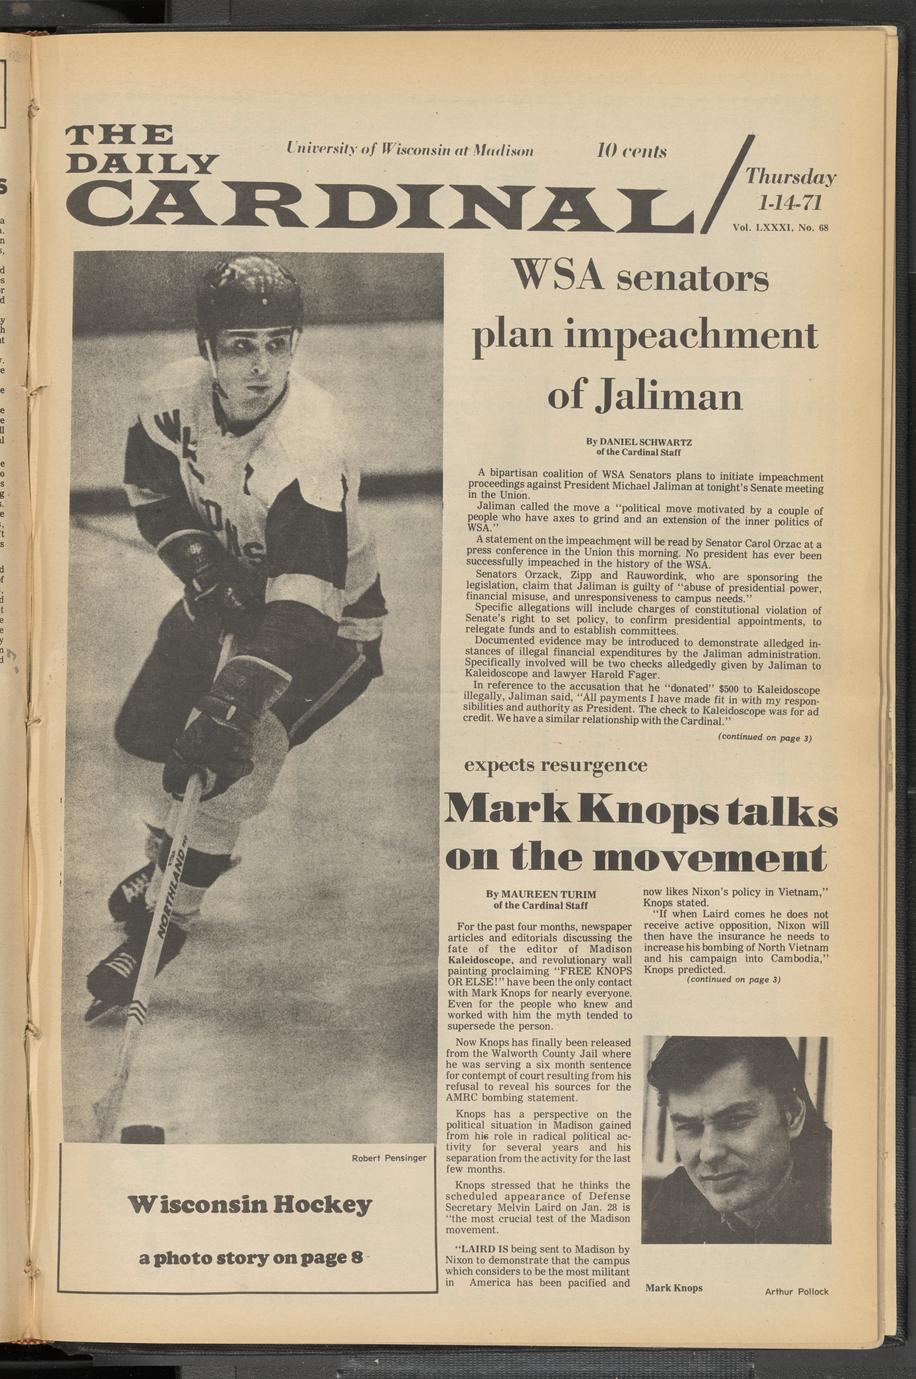 THE
DAILY
CARDINAL
University of Wisconsin at Madison
10 cents
Thursday
1-14-71
Vol. LXXXI, No. 68
WSA senators
plan impeachment
of Jaliman
By DANIEL SCHWARTZ
of the Cardinal Staff
A bipartisan coalition of WSA Senators plans to initiate impeachment
proceedings against President Michael Jaliman at tonight's Senate meeting
in the Union.
Jaliman called the move a "political move motivated by a couple of
people who have axes to grind and an extension of the inner politics of
WSA."
A statement on the impeachment will be read by Senator Carol Orzac at a
press conference in the Union this morning. No president has ever been
successfully impeached in the history of the WSA.
Senators Orzack, Zipp and Rauwordink, who are sponsoring the
legislation, claim that Jaliman is guilty of "abuse of presidential power,
financial misuse, and unresponsiveness to campus needs."
Specific allegations will include charges of constitutional violation of
Senate's right to set policy, to confirm presidential appointments, to
relegate funds and to establish committees.
Documented evidence may be introduced to demonstrate alledged in-
stances of illegal financial expenditures by the Jaliman administration.
Specifically involved will be two checks alledgedly given by Jaliman to
Kaleidoscope and lawyer Harold Fager.
In reference to the accusation that he "donated" $500 to Kaleidoscope
illegally, Jaliman said, "All payments I have made fit in with my respon-
sibilities and authority as President. The check to Kaleidoscope was for ad
credit. We have a similar relationship with the Cardinal."
(continued on page 3)
expects resurgence
Mark Knops talks
on the movement
By MAUREEN TURIM
of the Cardinal Staff
For the past four months, newspaper
articles and editorials discussing the
fate of the editor of Madison
Kaleidoscope, and revolutionary wall
painting proclaiming "FREE KNOPS
OR ELSE!" have been the only contact
with Mark Knops for nearly everyone.
Even for the people who knew and
worked with him the myth tended to
supersede the person.
Now Knops has finally been released
from the Walworth County Jail where
he was serving a six month sentence
for contempt of court resulting from his
refusal to reveal his sources for the
AMRC bombing statement.
Knops has a perspective on the
political situation in Madison gained
from his role in radical political ac-
tivity for several years and his
separation from the activity for the last
few months.
Knops stressed that he thinks the
scheduled appearance of Defense
Secretary Melvin Laird on Jan. 28 is
"the most crucial test of the Madison
movement.
"LAIRD IS being sent to Madison by
Nixon to demonstrate that the campus
which considers to be the most militant
in America has been pacified and
now likes Nixon's policy in Vietnam,"
Knops stated.
"If when Laird comes he does not
receive active opposition, Nixon will
then have the insurance he needs to
increase his bombing of North Vietnam
and his campaign into Cambodia,"
Knops predicted.
(continued on page 3)
Mark Knops
Arthur Pollock
NORTHLAND
Robert Pensinger
Wisconsin Hockey
a photo story on page 8